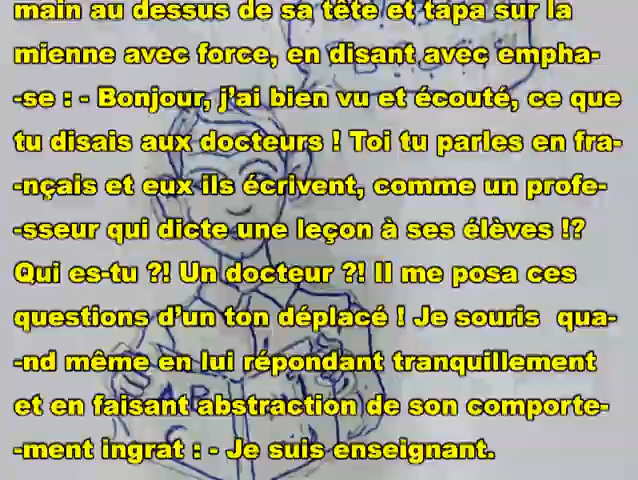 main au dessus de sa tête et tapa sur la
mienne avec force, en disant avec empha-
-se : - Bonjour, j'ai bien vu et écouté, ce que
tu disais aux docteurs ! Toi tu parles en fra-
-nçais et eux ils écrivent, comme un profe-
-sseur qui dicte une leçon à ses élèves !?
Qui es-tu ?! Un docteur ?! Il me posa ces
questions d'un ton déplacé ! Je souris  qua-
-nd même en lui répondant tranquillement
et en faisant abstraction de son comporte-
-ment ingrat : - Je suis enseignant.